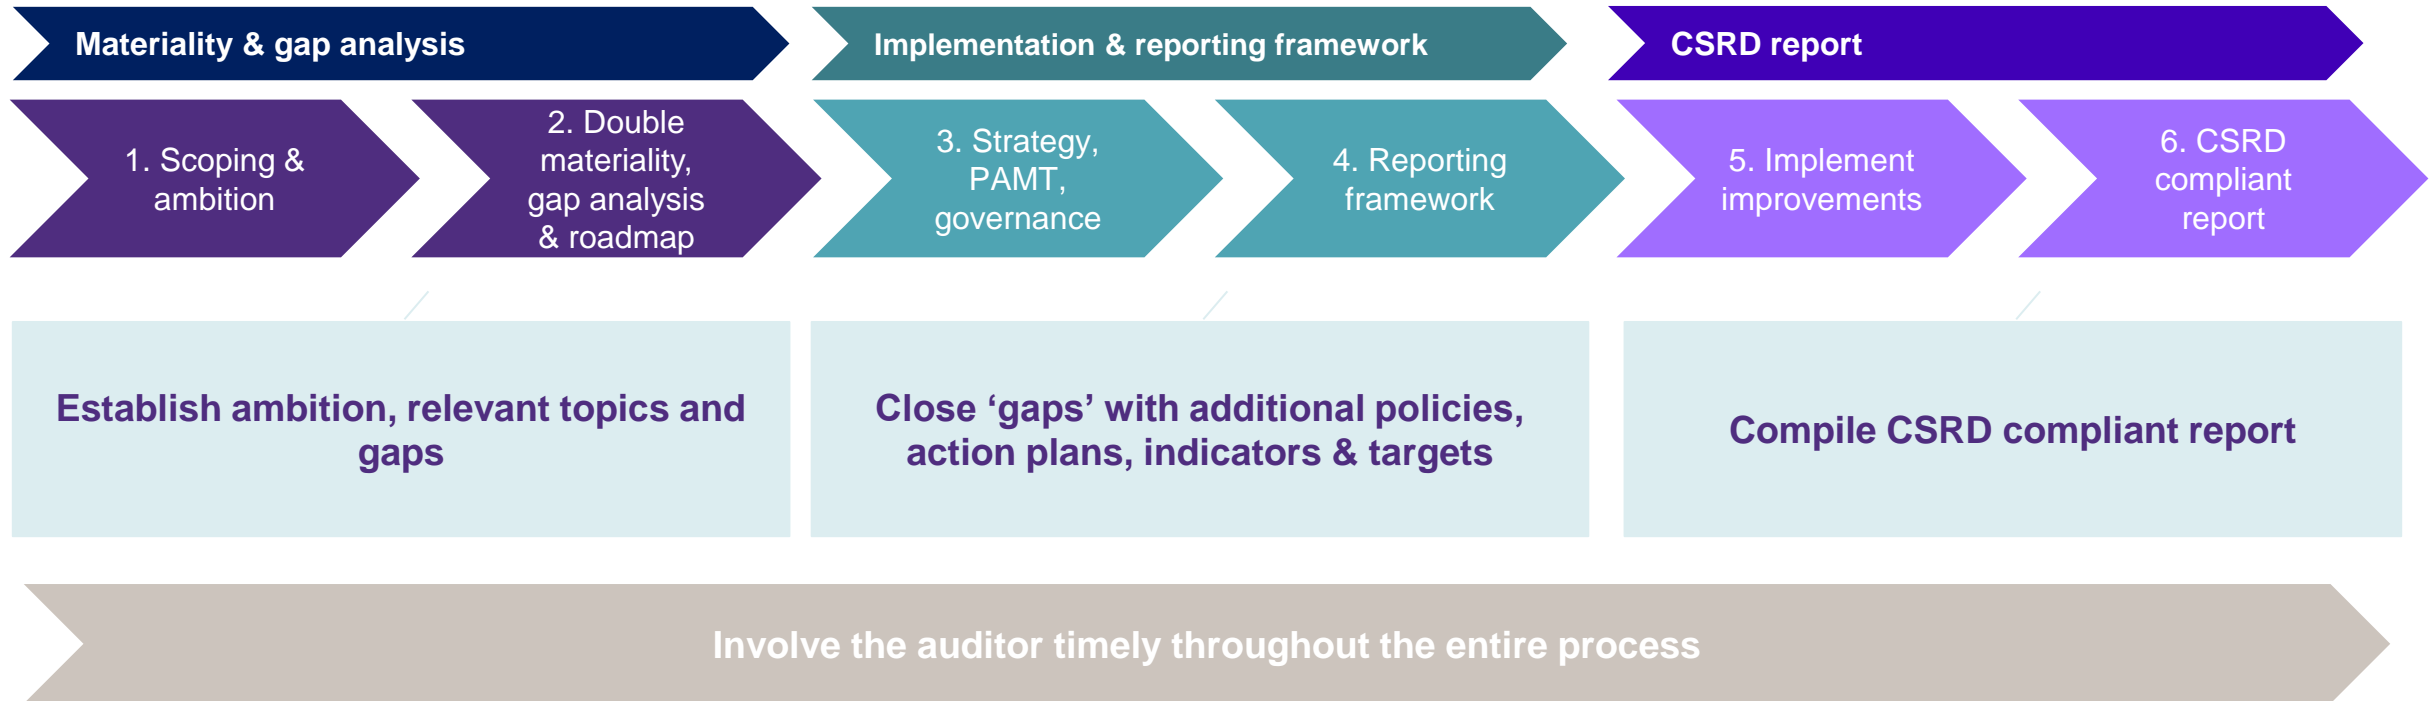 Materiality & gap analysis
Implementation & reporting framework
CSRD report
1. Scoping &
ambition
2. Double
materiality,
gap analysis
& roadmap
3. Strategy,
PAMT,
governance
4. Reporting
framework
5. Implement
improvements
6. CSRD
compliant
report
Establish ambition, relevant topics and
gaps
Close ‘gaps’ with additional policies,
action plans, indicators & targets
Compile CSRD compliant report
Involve the auditor timely throughout the entire process